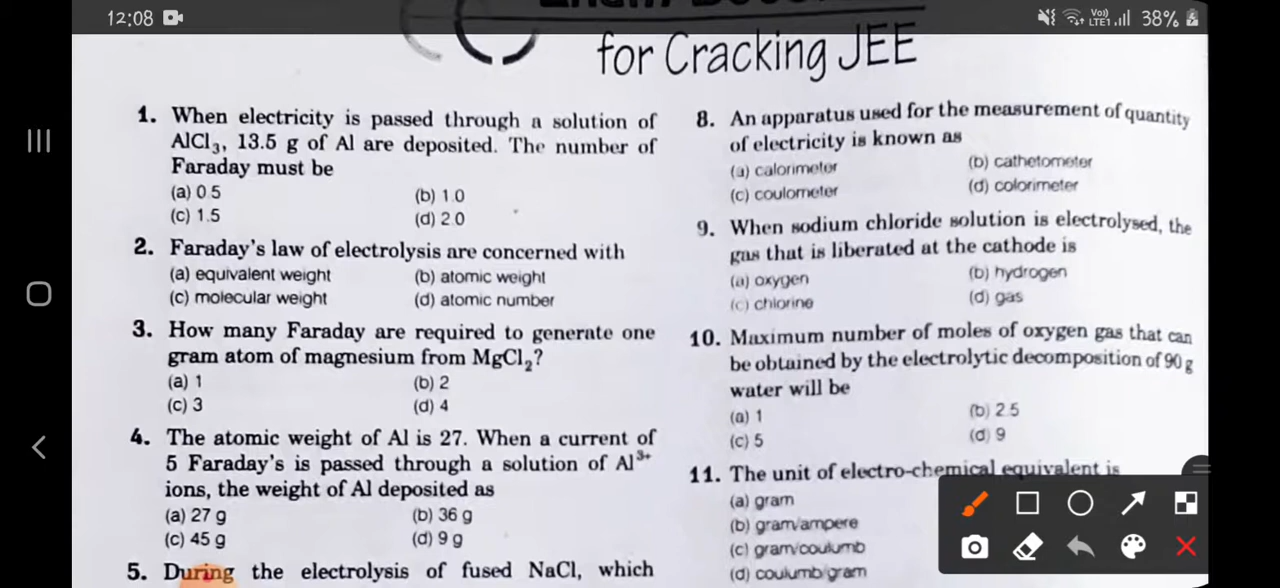 12:08
Vo))
LTE1
38%
for Cracking JEE
1. When electricity is passed through a solution of
AlCl₃, 13.5 g of Al are deposited. The number of
Faraday must be
(a) 0.5 (b) 1.0
(c) 1.5 (d) 2.0
2. Faraday's law of electrolysis are concerned with
(a) equivalent weight (b) atomic weight
(c) molecular weight (d) atomic number
3. How many Faraday are required to generate one
gram atom of magnesium from MgCl₂?
(a) 1 (b) 2
(c) 3 (d) 4
4. The atomic weight of Al is 27. When a current of
5 Faraday's is passed through a solution of Al³⁺
ions, the weight of Al deposited as
(a) 27 g (b) 36 g
(c) 45 g (d) 9 g
5. During the electrolysis of fused NaCl, which
8. An apparatus used for the measurement of quantity
of electricity is known as
(a) calorimeter (b) cathetometer
(c) coulometer (d) colorimeter
9. When sodium chloride solution is electrolysed, the
gas that is liberated at the cathode is
(a) oxygen (b) hydrogen
(c) chlorine (d) gas
10. Maximum number of moles of oxygen gas that can
be obtained by the electrolytic decomposition of 90 g
water will be
(a) 1 (b) 2.5
(c) 5 (d) 9
11. The unit of electro-chemical equivalent is
(a) gram
(b) gram/ampere
(c) gram/coulumb
(d) coulumb/gram